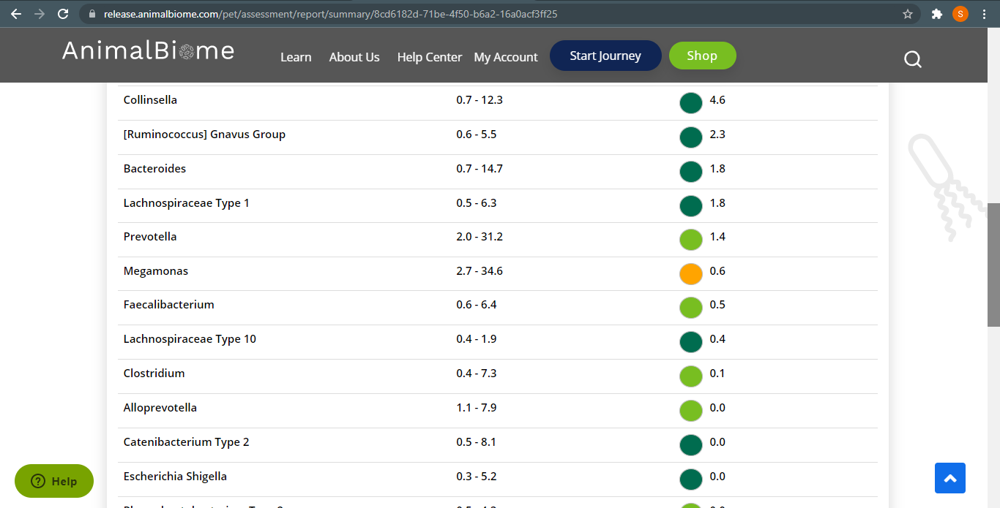 release.animalbiome.com/pet/assessment/report/summary/8cd6182d-71be-4f50-b6a2-16a0acf3ff25
S
AnimalBiome
Learn About Us Help Center My Account Start Journey Shop
Collinsella 0.7 - 12.3 4.6
[Ruminococcus] Gnavus Group 0.6 - 5.5 2.3
Bacteroides 0.7 - 14.7 1.8
Lachnospiraceae Type 1 0.5 - 6.3 1.8
Prevotella 2.0 - 31.2 1.4
Megamonas 2.7 - 34.6 0.6
Faecalibacterium 0.6 - 6.4 0.5
Lachnospiraceae Type 10 0.4 - 1.9 0.4
Clostridium 0.4 - 7.3 0.1
Alloprevotella 1.1 - 7.9 0.0
Catenibacterium Type 2 0.5 - 8.1 0.0
Escherichia Shigella 0.3 - 5.2 0.0
? Help